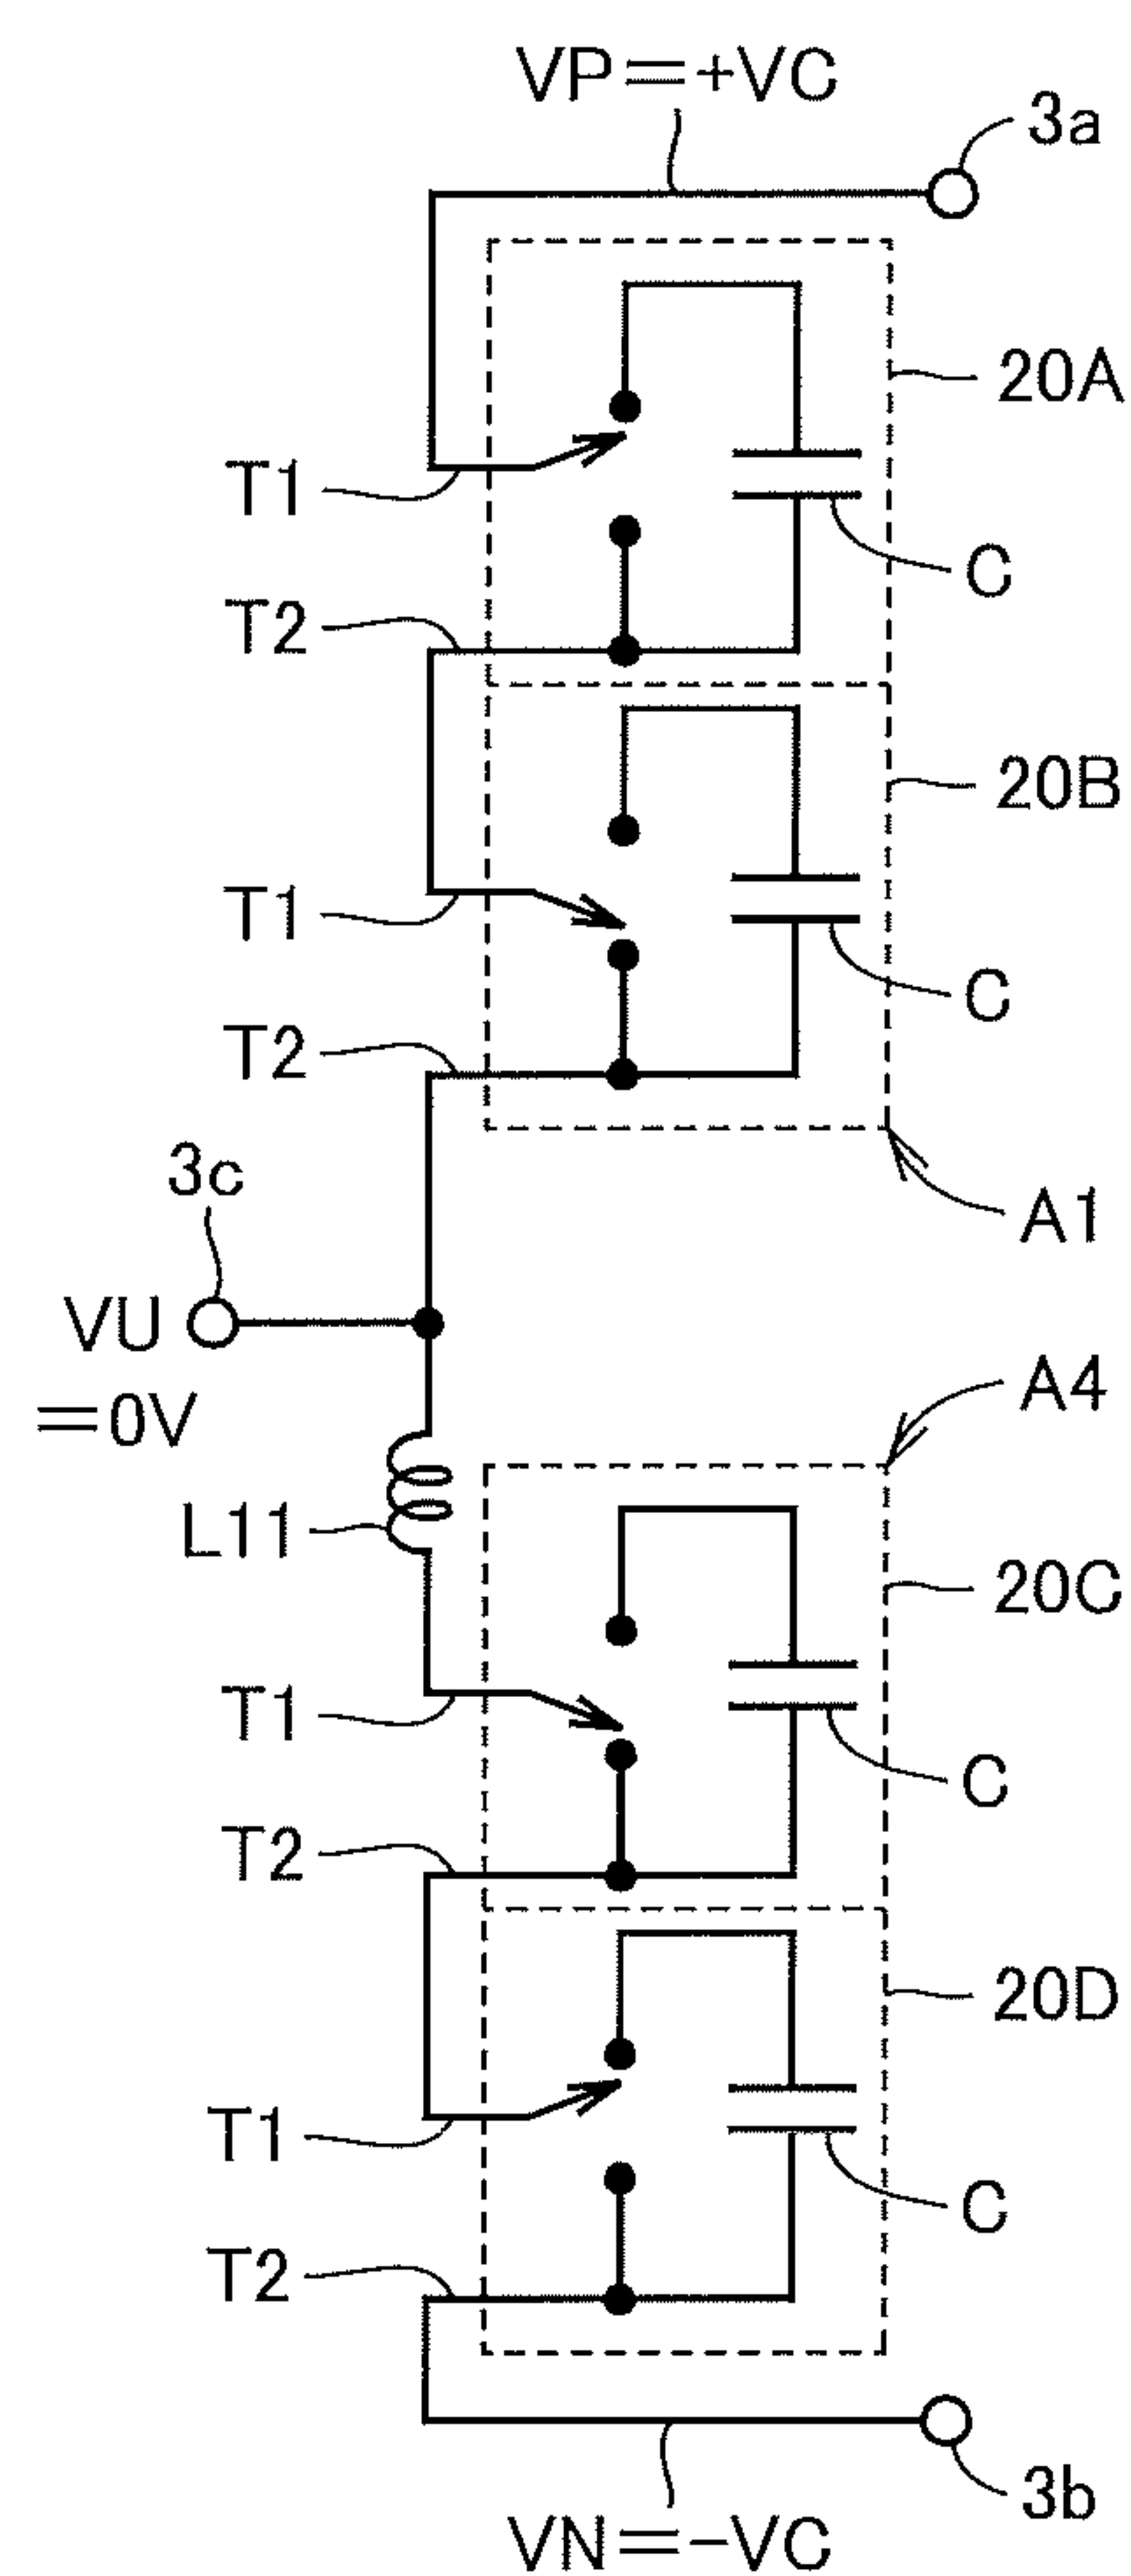 VP=+VC
3a
20A
T1
C
T2
20B
T1
C
T2
3c
A1
VU
=0V
A4
L11
20C
T1
C
T2
20D
T1
C
T2
3b
VN=-VC